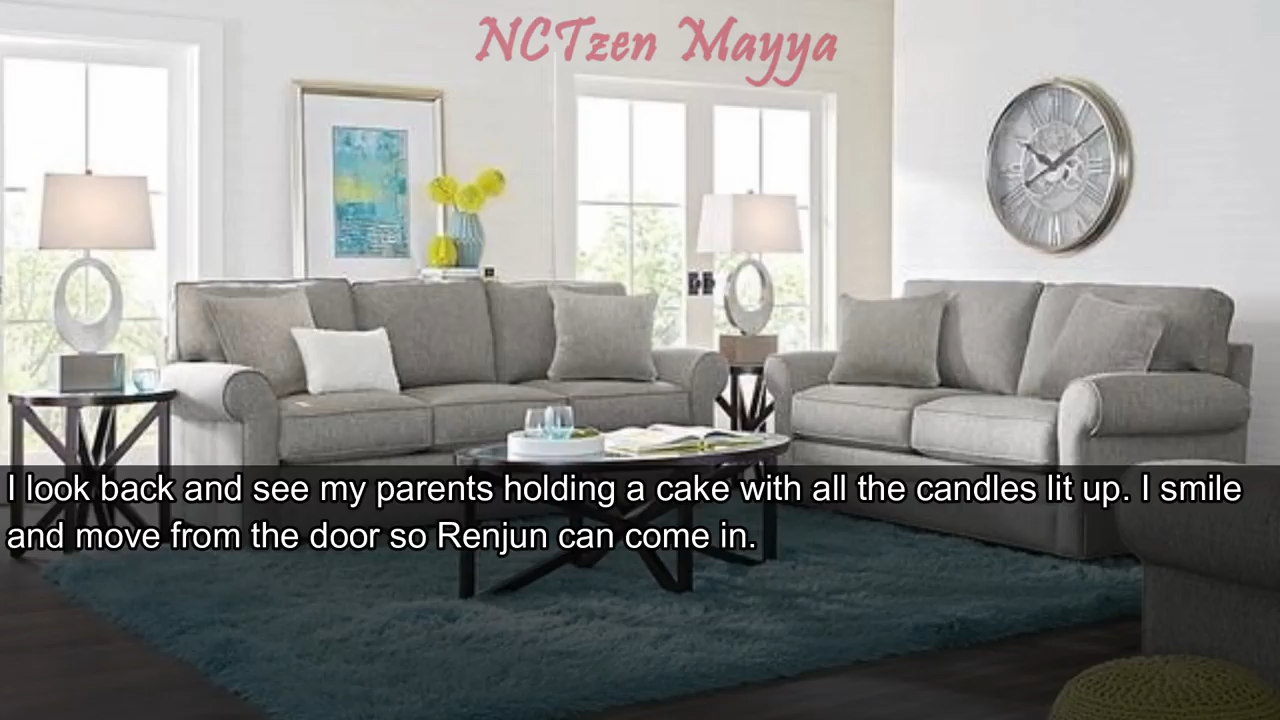 NCTzen Mayya
I look back and see my parents holding a cake with all the candles lit up. I smile
and move from the door so Renjun can come in.